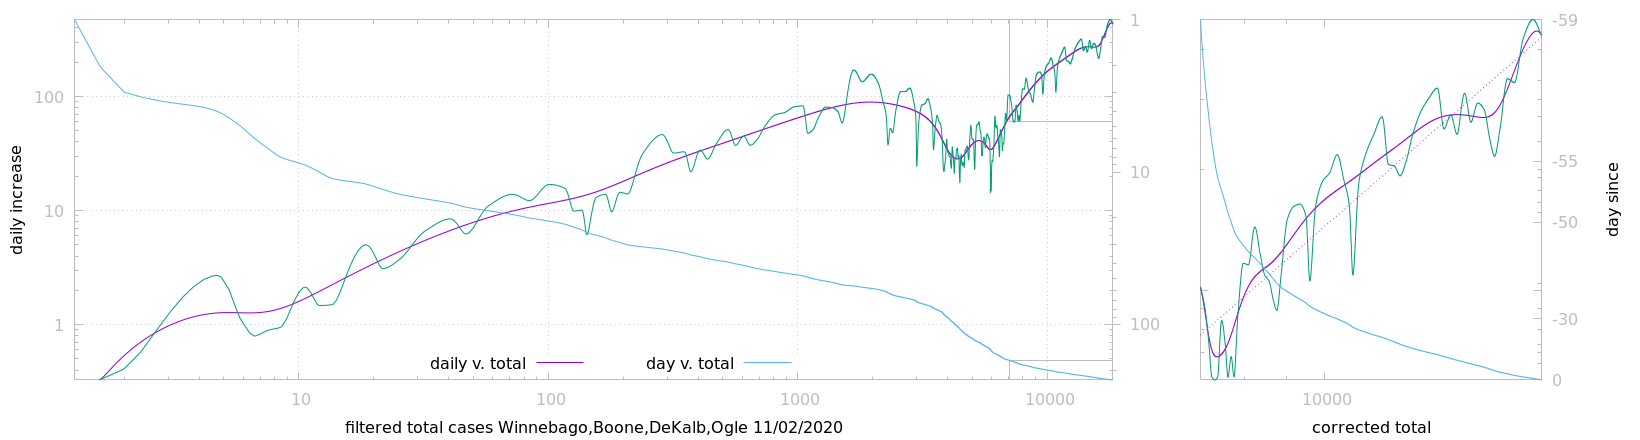 daily increase
100
10
1
10
100
1000
10000
1
10
100
daily v. total
day v. total
filtered total cases Winnebago,Boone,DeKalb,Ogle 11/02/2020
-59
-55
-50
-30
0
day since
10000
corrected total